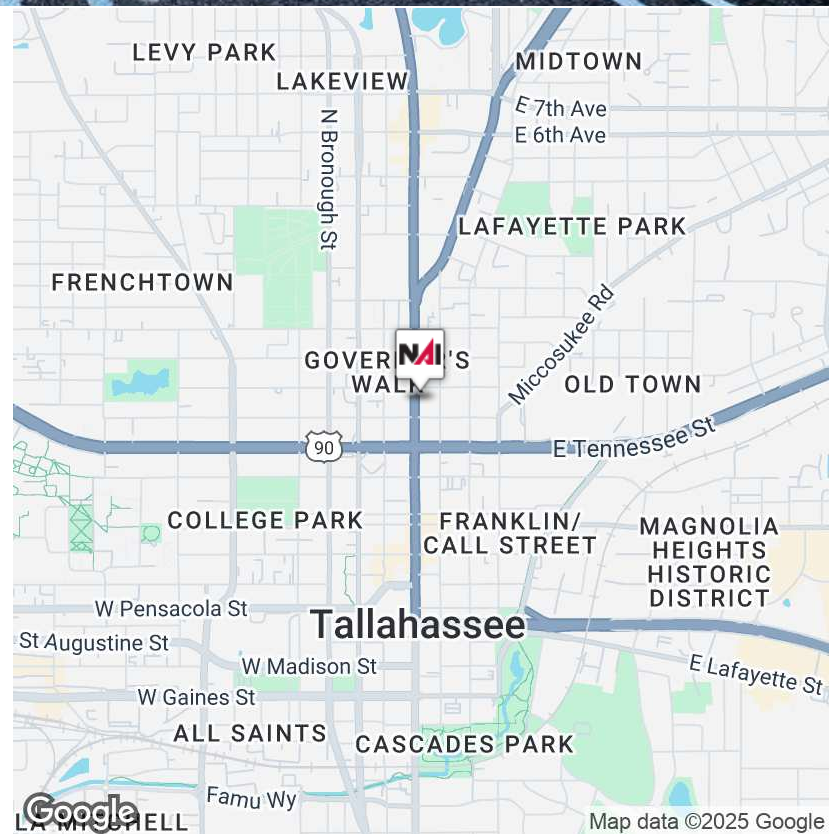 LEVY PARK
LAKEVIEW
MIDTOWN
E 7th Ave
E 6th Ave
N Bronough St
LAFAYETTE PARK
FRENCHTOWN
Miccosukee Rd
NAI
GOVERNOR'S
WALK
OLD TOWN
90
E Tennessee St
COLLEGE PARK
FRANKLIN/
CALL STREET
MAGNOLIA
HEIGHTS
HISTORIC
DISTRICT
W Pensacola St
Tallahassee
St Augustine St
W Madison St
E Lafayette St
W Gaines St
ALL SAINTS
CASCADES PARK
Famu Wy
Google
Map data ©2025 Google